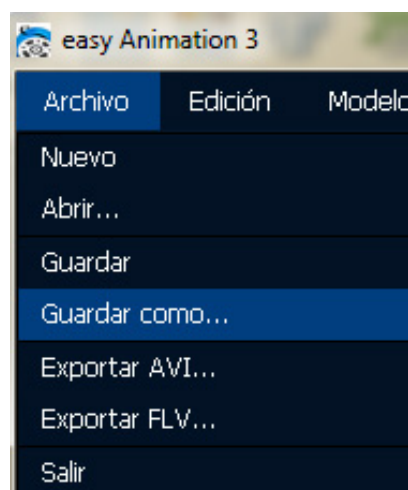 easy Animation 3
Archivo Edición Modelo
Nuevo
Abrir...
Guardar
Guardar como...
Exportar AVI...
Exportar FLV...
Salir